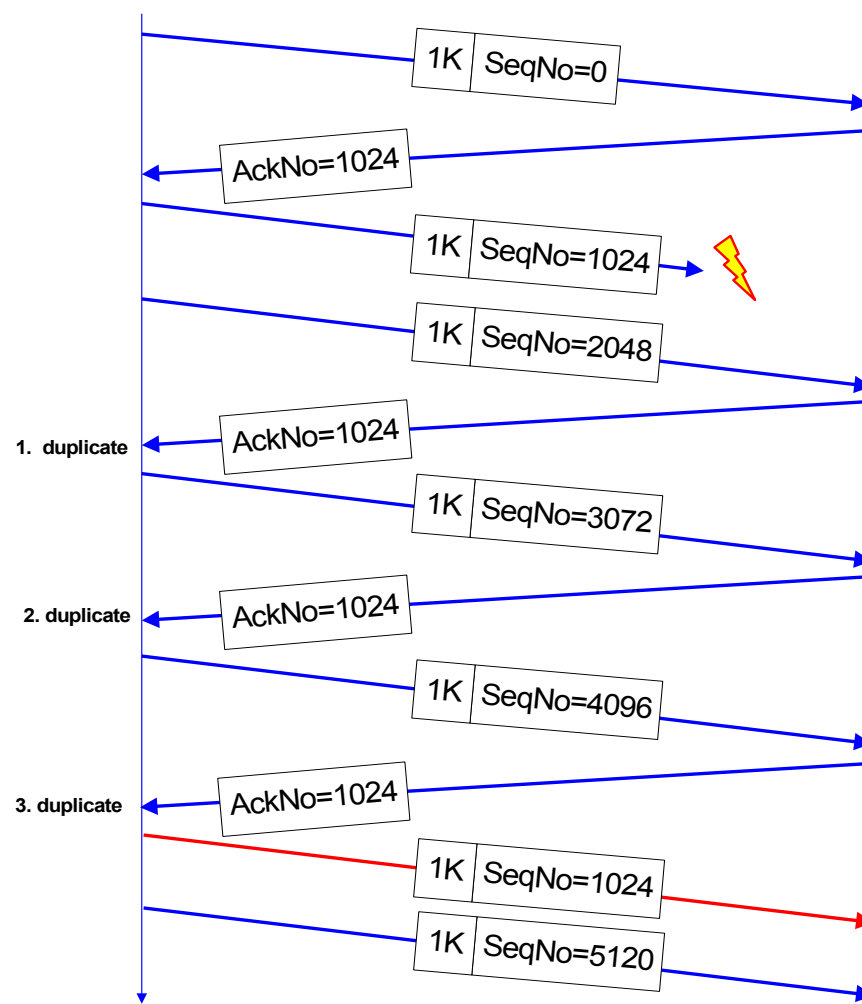 1K SeqNo=0
AckNo=1024
1K SeqNo=1024
1K SeqNo=2048
AckNo=1024
1. duplicate
1K SeqNo=3072
AckNo=1024
2. duplicate
1K SeqNo=4096
AckNo=1024
3. duplicate
1K SeqNo=1024
1K SeqNo=5120